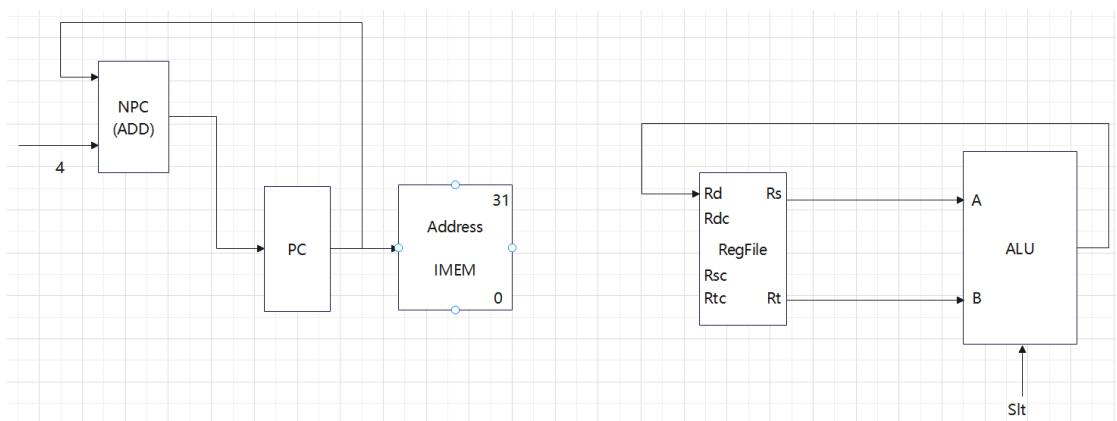 NPC
(ADD)
4
PC
31
Address
IMEM
0
Rd Rs
Rdc
RegFile
Rsc
Rtc Rt
A
ALU
B
Slt